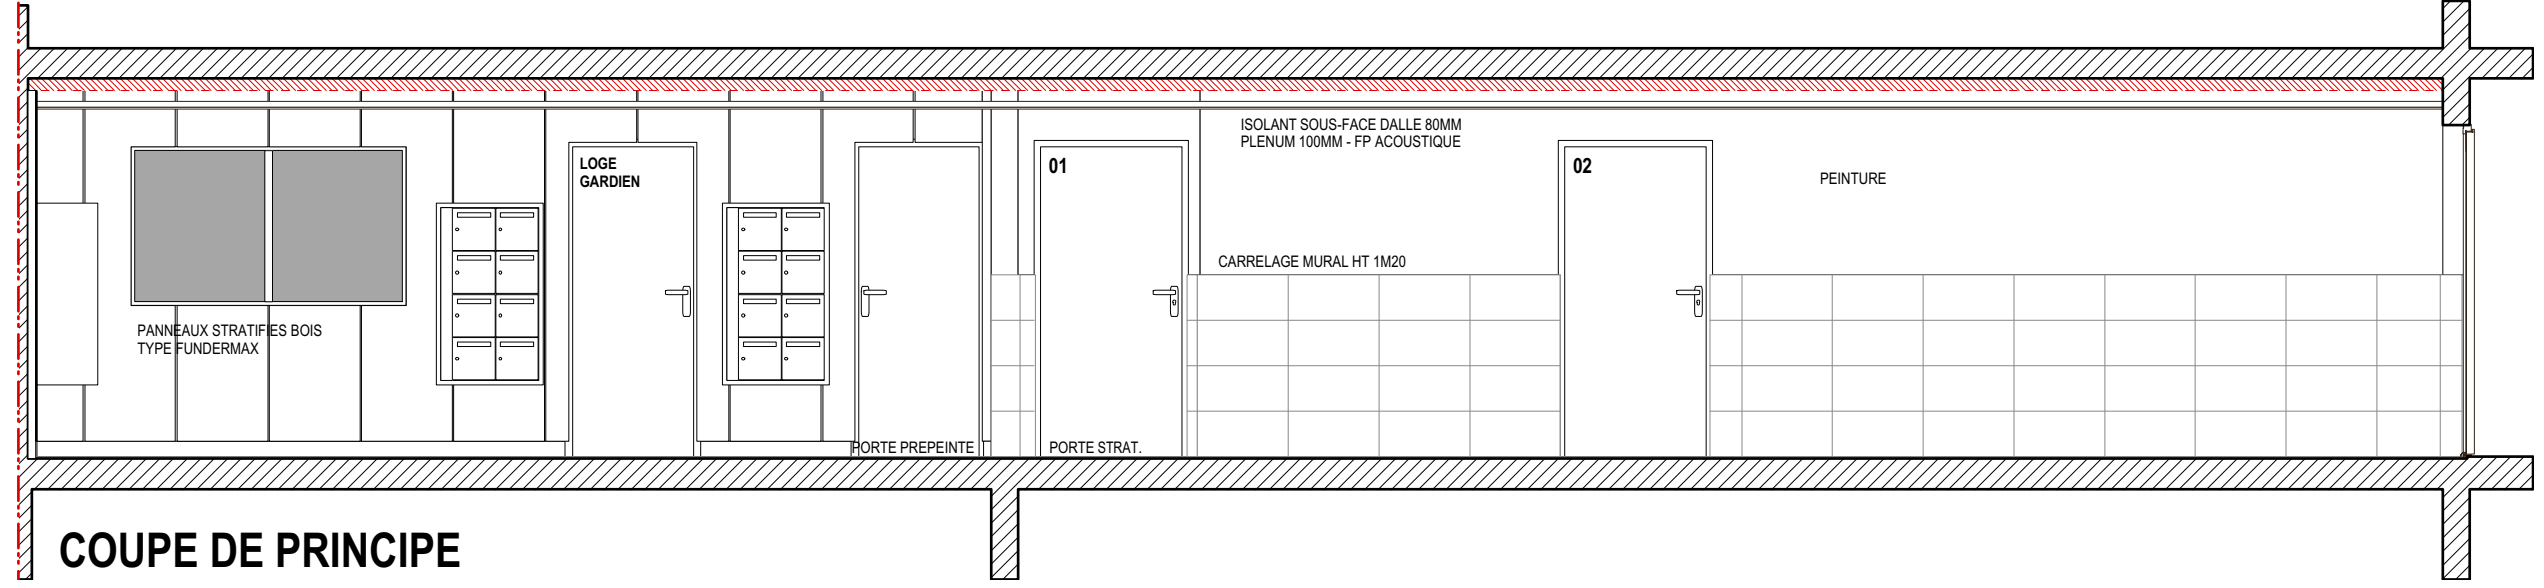 ISOLANT SOUS-FACE DALLE 80MM
PLENUM 100MM - FP ACOUSTIQUE
LOGE
GARDIEN
01
02
PEINTURE
CARRELAGE MURAL HT 1M20
PANNEAUX STRATIFIES BOIS
TYPE FUNDERMAX
PORTE PREPEINTE
PORTE STRAT.
COUPE DE PRINCIPE